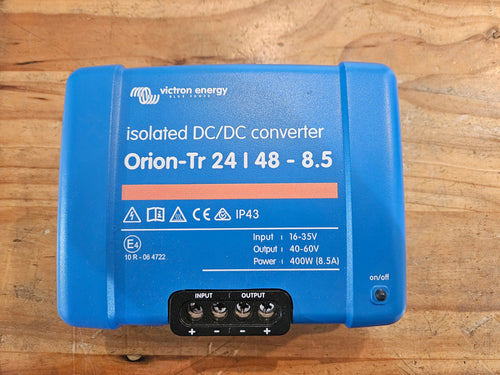 victron energy
BLUE POWER
isolated DC/DC converter
Orion-Tr 24 | 48 - 8.5
CE IP43
Input : 16-35V
Output : 40-60V
Power : 400W (8.5A)
E4
10 R - 06 4722
on/off
INPUT OUTPUT
+ - - +